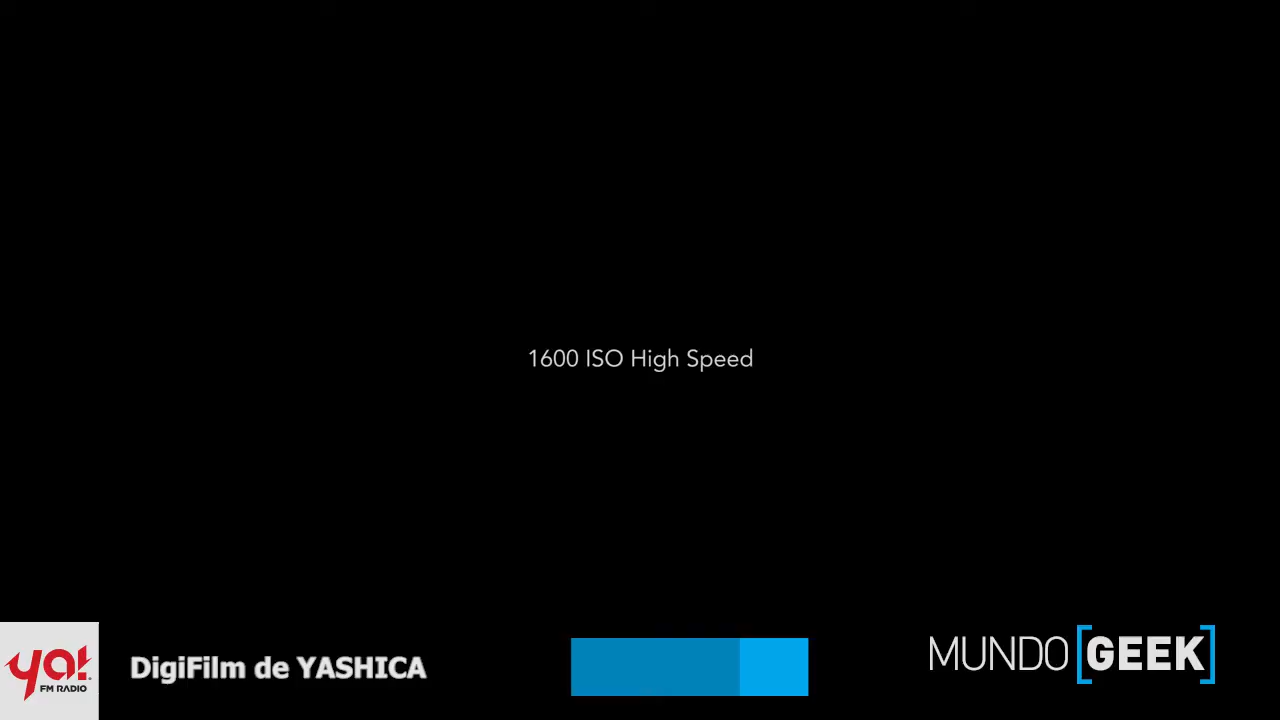 1600 ISO High Speed
ya!
FM RADIO
DigiFilm de YASHICA
MUNDO [GEEK]